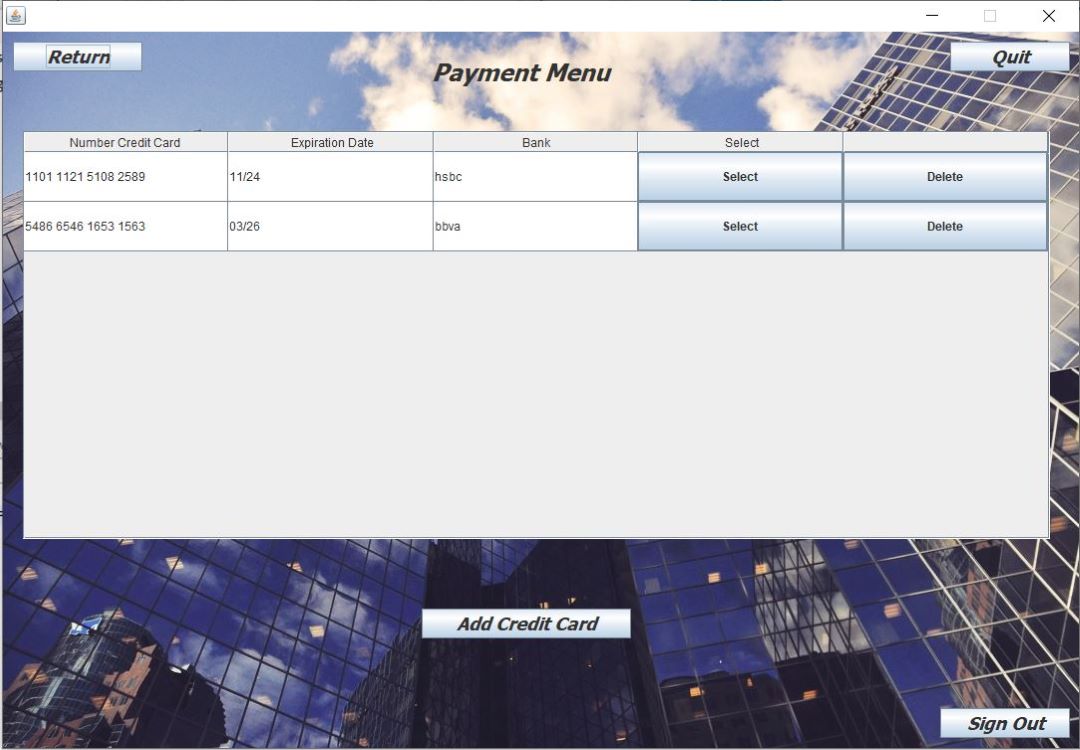 Return
Quit
Payment Menu
Number Credit Card Expiration Date Bank Select
1101 1121 5108 2589 11/24 hsbc Select Delete
5486 6546 1653 1563 03/26 bbva Select Delete
Add Credit Card
Sign Out